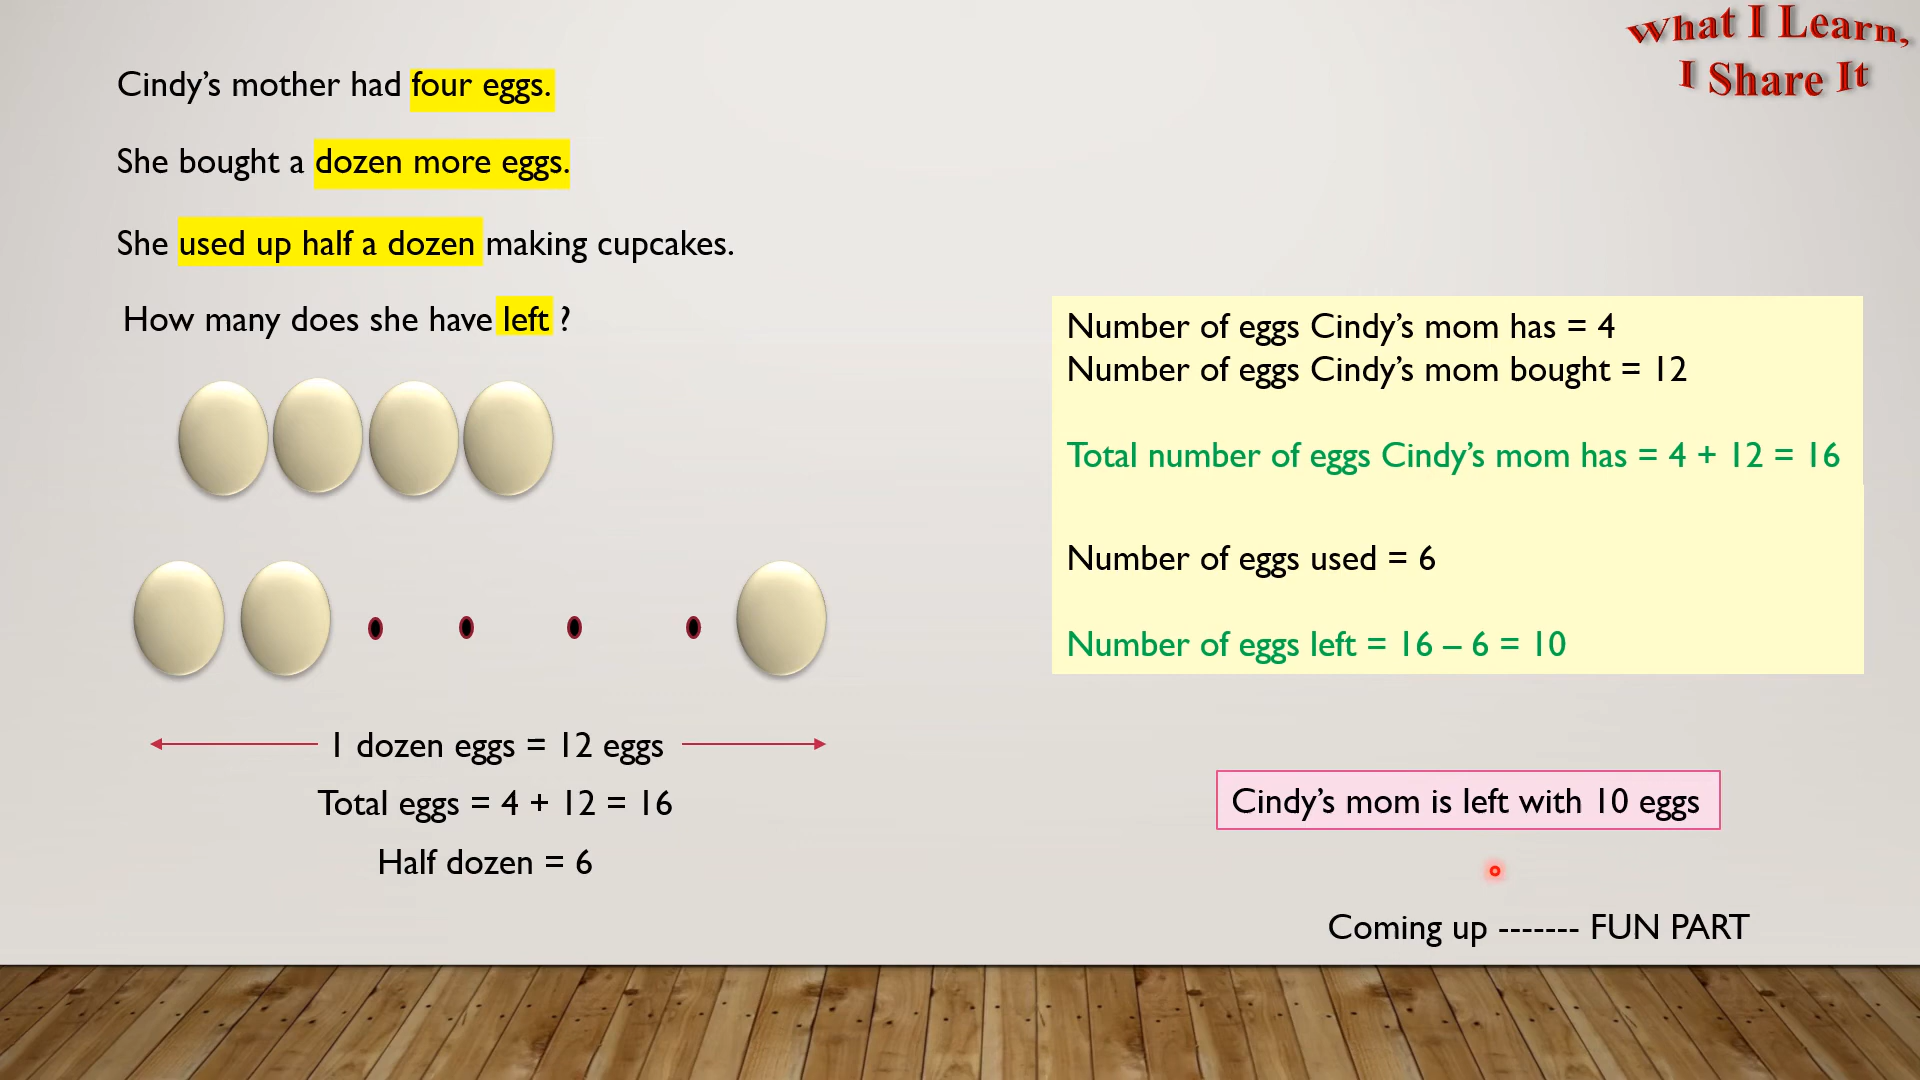 What I Learn,
I Share It
Cindy’s mother had four eggs.
She bought a dozen more eggs.
She used up half a dozen making cupcakes.
How many does she have left ?
1 dozen eggs = 12 eggs
Total eggs = 4 + 12 = 16
Half dozen = 6
Number of eggs Cindy’s mom has = 4
Number of eggs Cindy’s mom bought = 12
Total number of eggs Cindy’s mom has = 4 + 12 = 16
Number of eggs used = 6
Number of eggs left = 16 – 6 = 10
Cindy’s mom is left with 10 eggs
Coming up ------- FUN PART